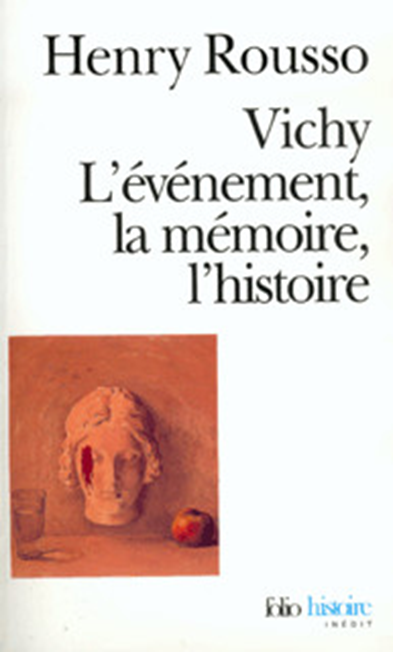 Henry Rousso
Vichy
L'événement,
la mémoire,
l'histoire
folio histoire
INÉDIT